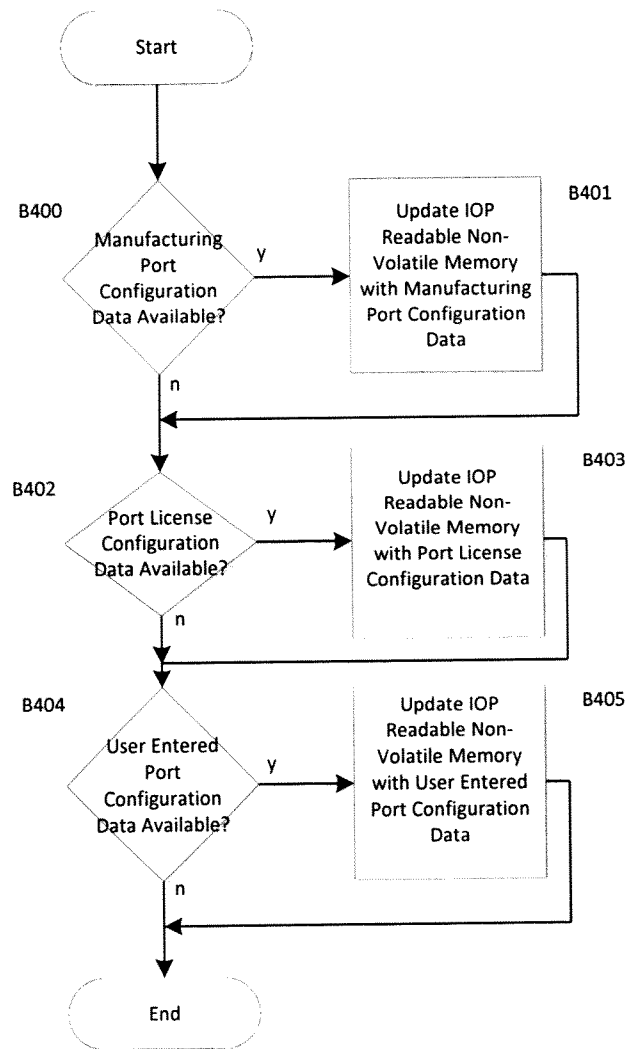 Start
B400
Manufacturing
Port
Configuration
Data Available?
y
n
Update IOP
Readable Non-
Volatile Memory
with Manufacturing
Port Configuration
Data
B401
B402
Port License
Configuration
Data Available?
y
n
Update IOP
Readable Non-
Volatile Memory
with Port License
Configuration Data
B403
B404
User Entered
Port
Configuration
Data Available?
y
n
Update IOP
Readable Non-
Volatile Memory
with User Entered
Port Configuration
Data
B405
End